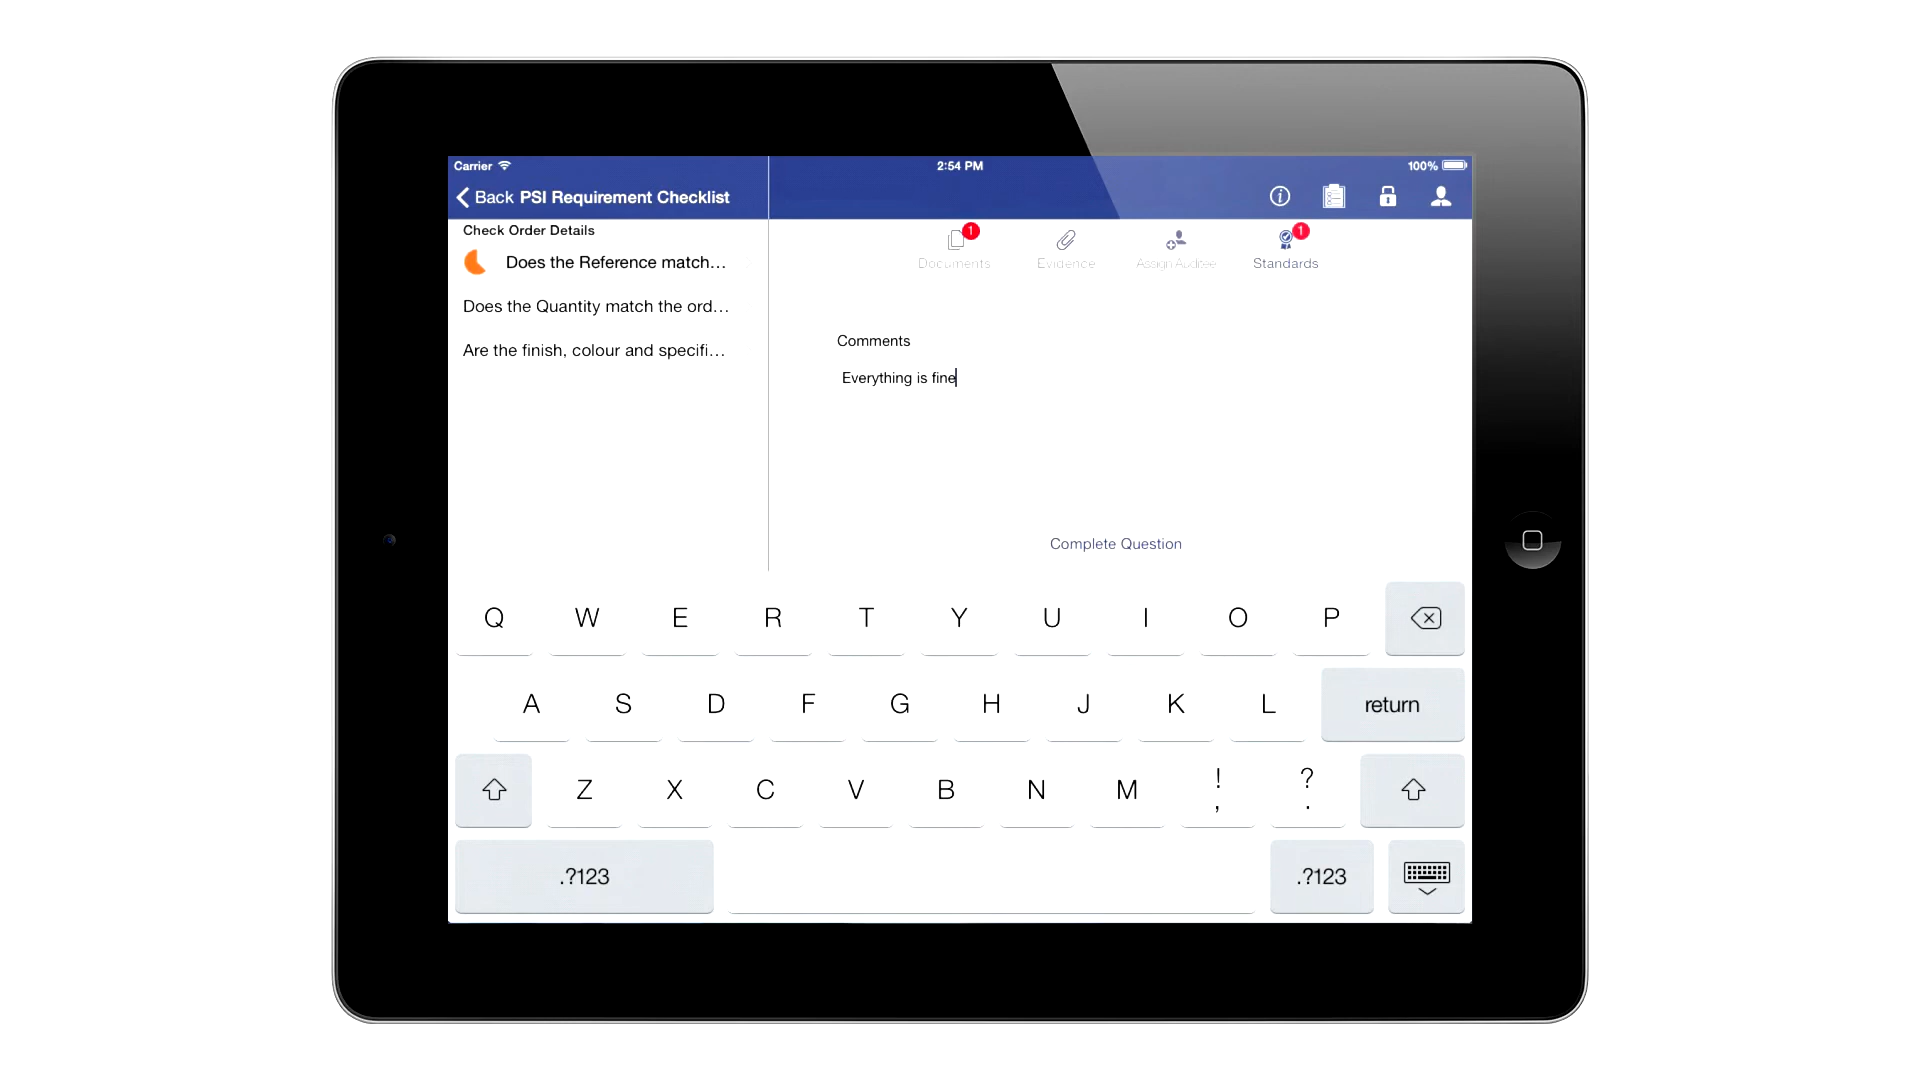 Carrier
2:54 PM
100%
Back PSI Requirement Checklist
Check Order Details
Does the Reference match...
Does the Quantity match the ord...
Are the finish, colour and specifi...
1
1
Documents
Evidence
Assign Auditee
Standards
Comments
Everything is fine
Complete Question
Q W E R T Y U I O P
A S D F G H J K L return
Z X C V B N M ! ?
, .
.?123 .?123